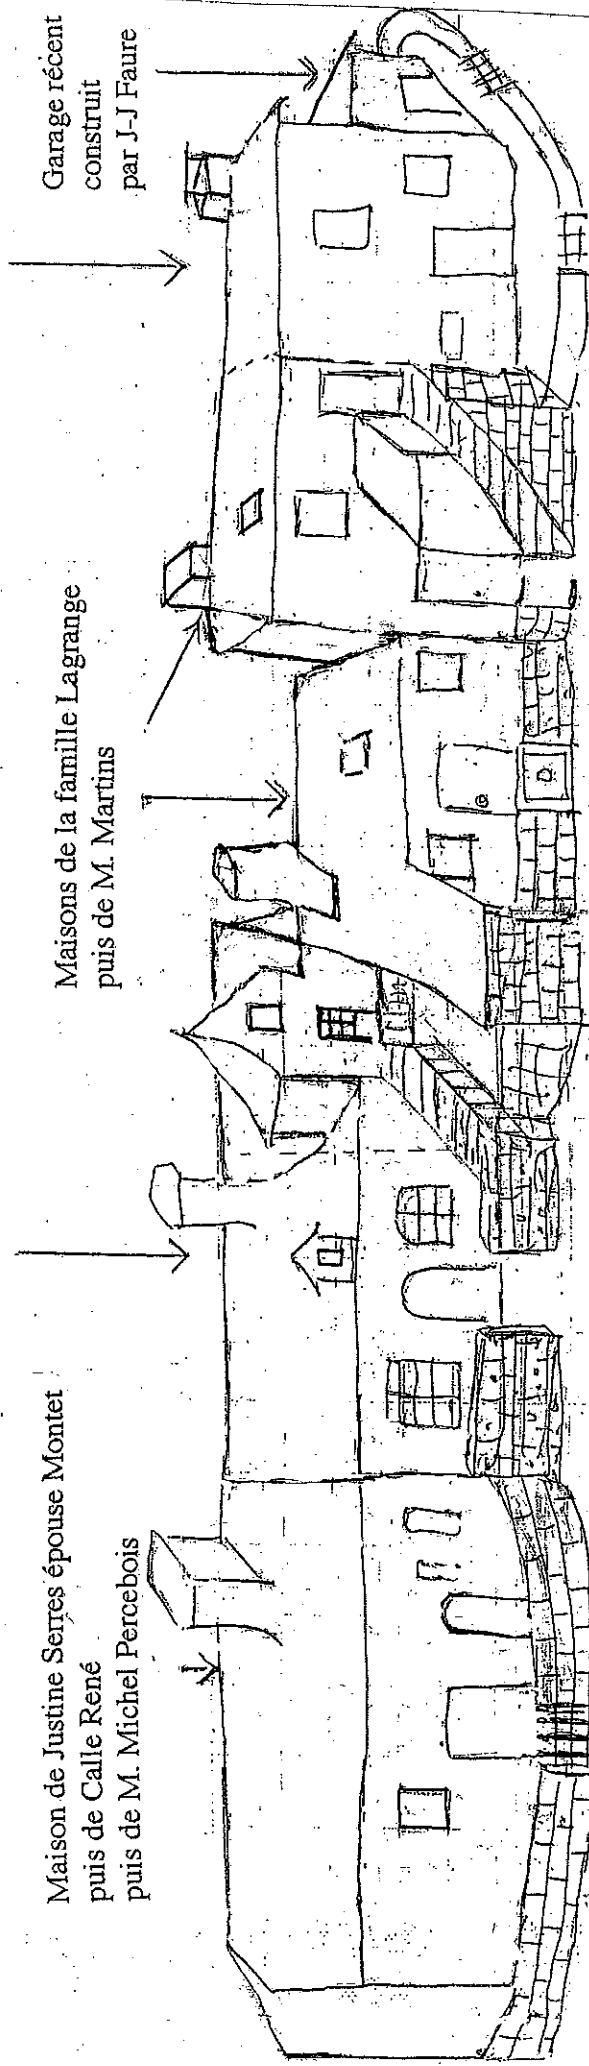 Maison de Justine Serres épouse Montet
puis de Calle René
puis de M. Michel Percebois
Maisons de la famille Lagrange
puis de M. Martins
Garage récent
construit
par J-J Faure